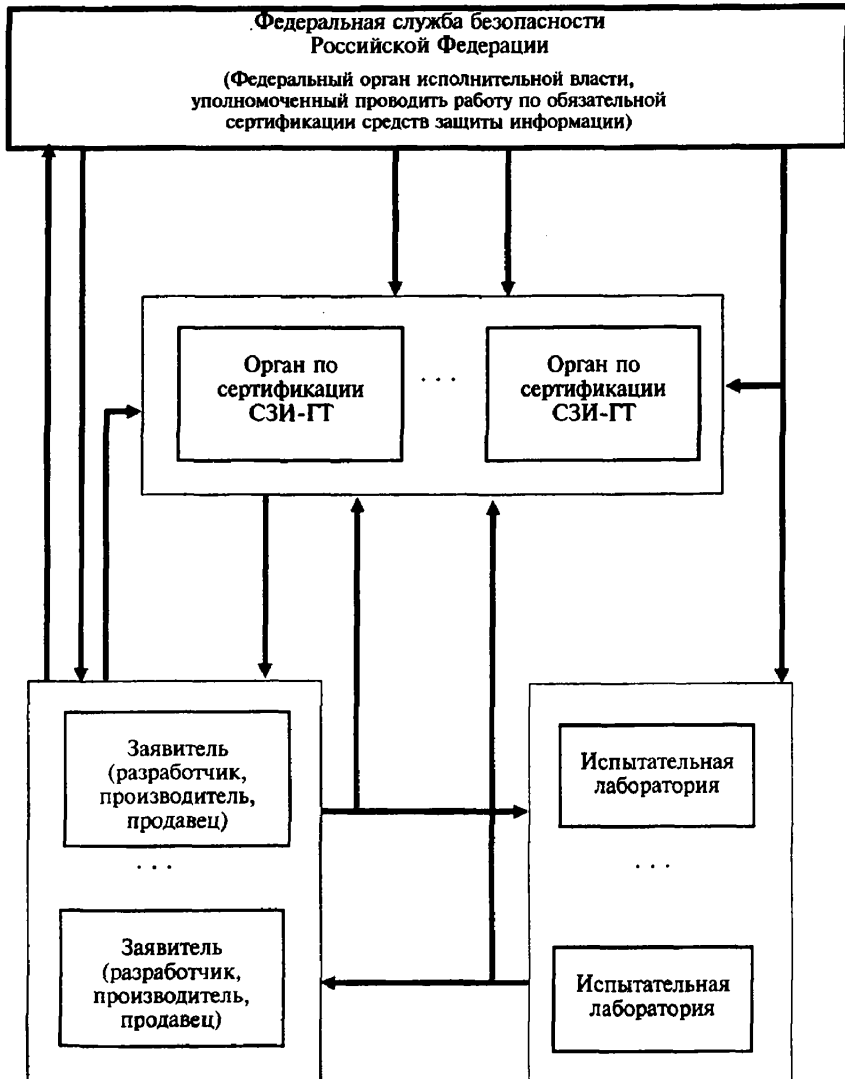 Федеральная служба безопасности
Российской Федерации
(Федеральный орган исполнительной власти,
уполномоченный проводить работу по обязательной
сертификации средств защиты информации)
Орган по
сертификации
СЗИ-ГТ
. . .
Орган по
сертификации
СЗИ-ГТ
Заявитель
(разработчик,
производитель,
продавец)
. . .
Заявитель
(разработчик,
производитель,
продавец)
Испытательная
лаборатория
. . .
Испытательная
лаборатория